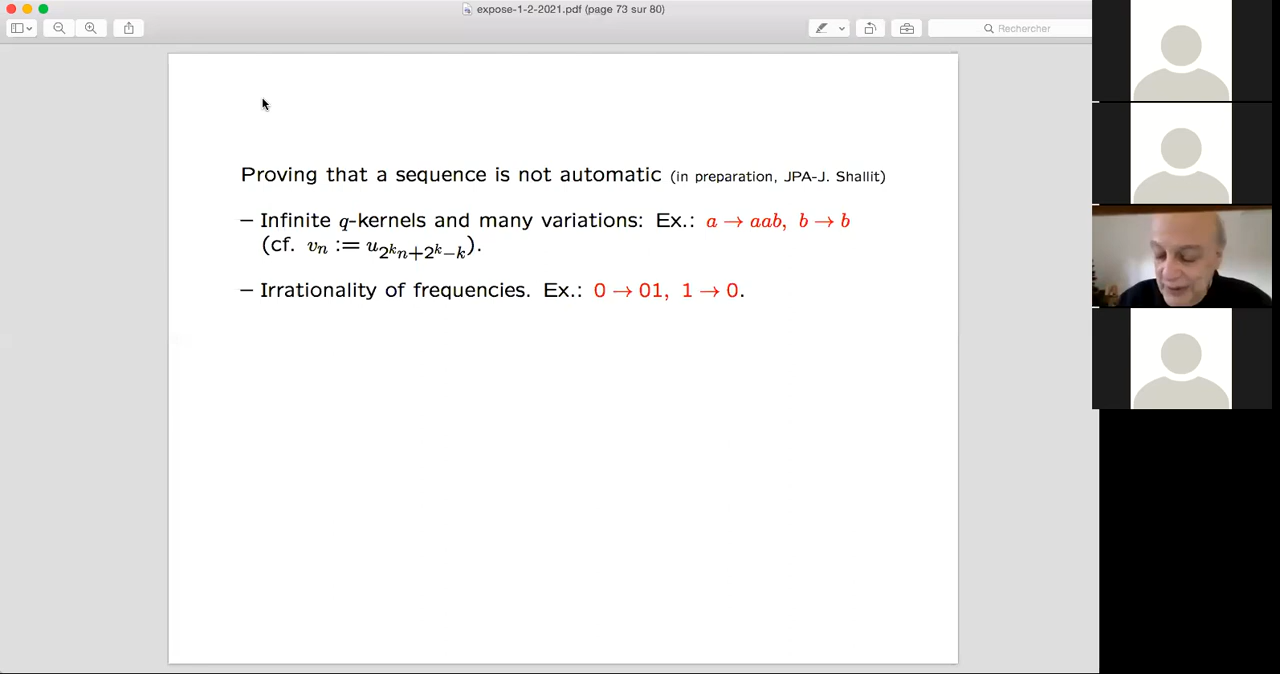 expose-1-2-2021.pdf (page 73 sur 80)
Rechercher
Proving that a sequence is not automatic (in preparation, JPA-J. Shallit)
– Infinite q-kernels and many variations: Ex.: a → aab, b → b
(cf. vₙ := u_{2^k n+2^k−k}).
– Irrationality of frequencies. Ex.: 0 → 01, 1 → 0.